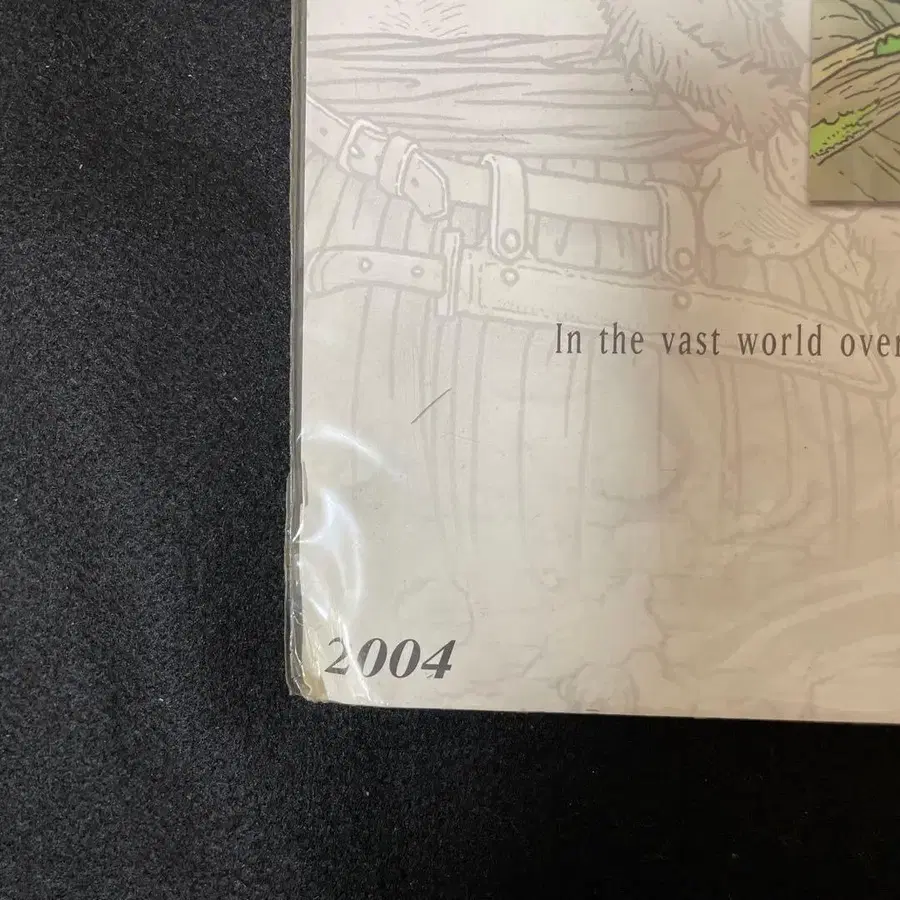 In the vast world over
2004